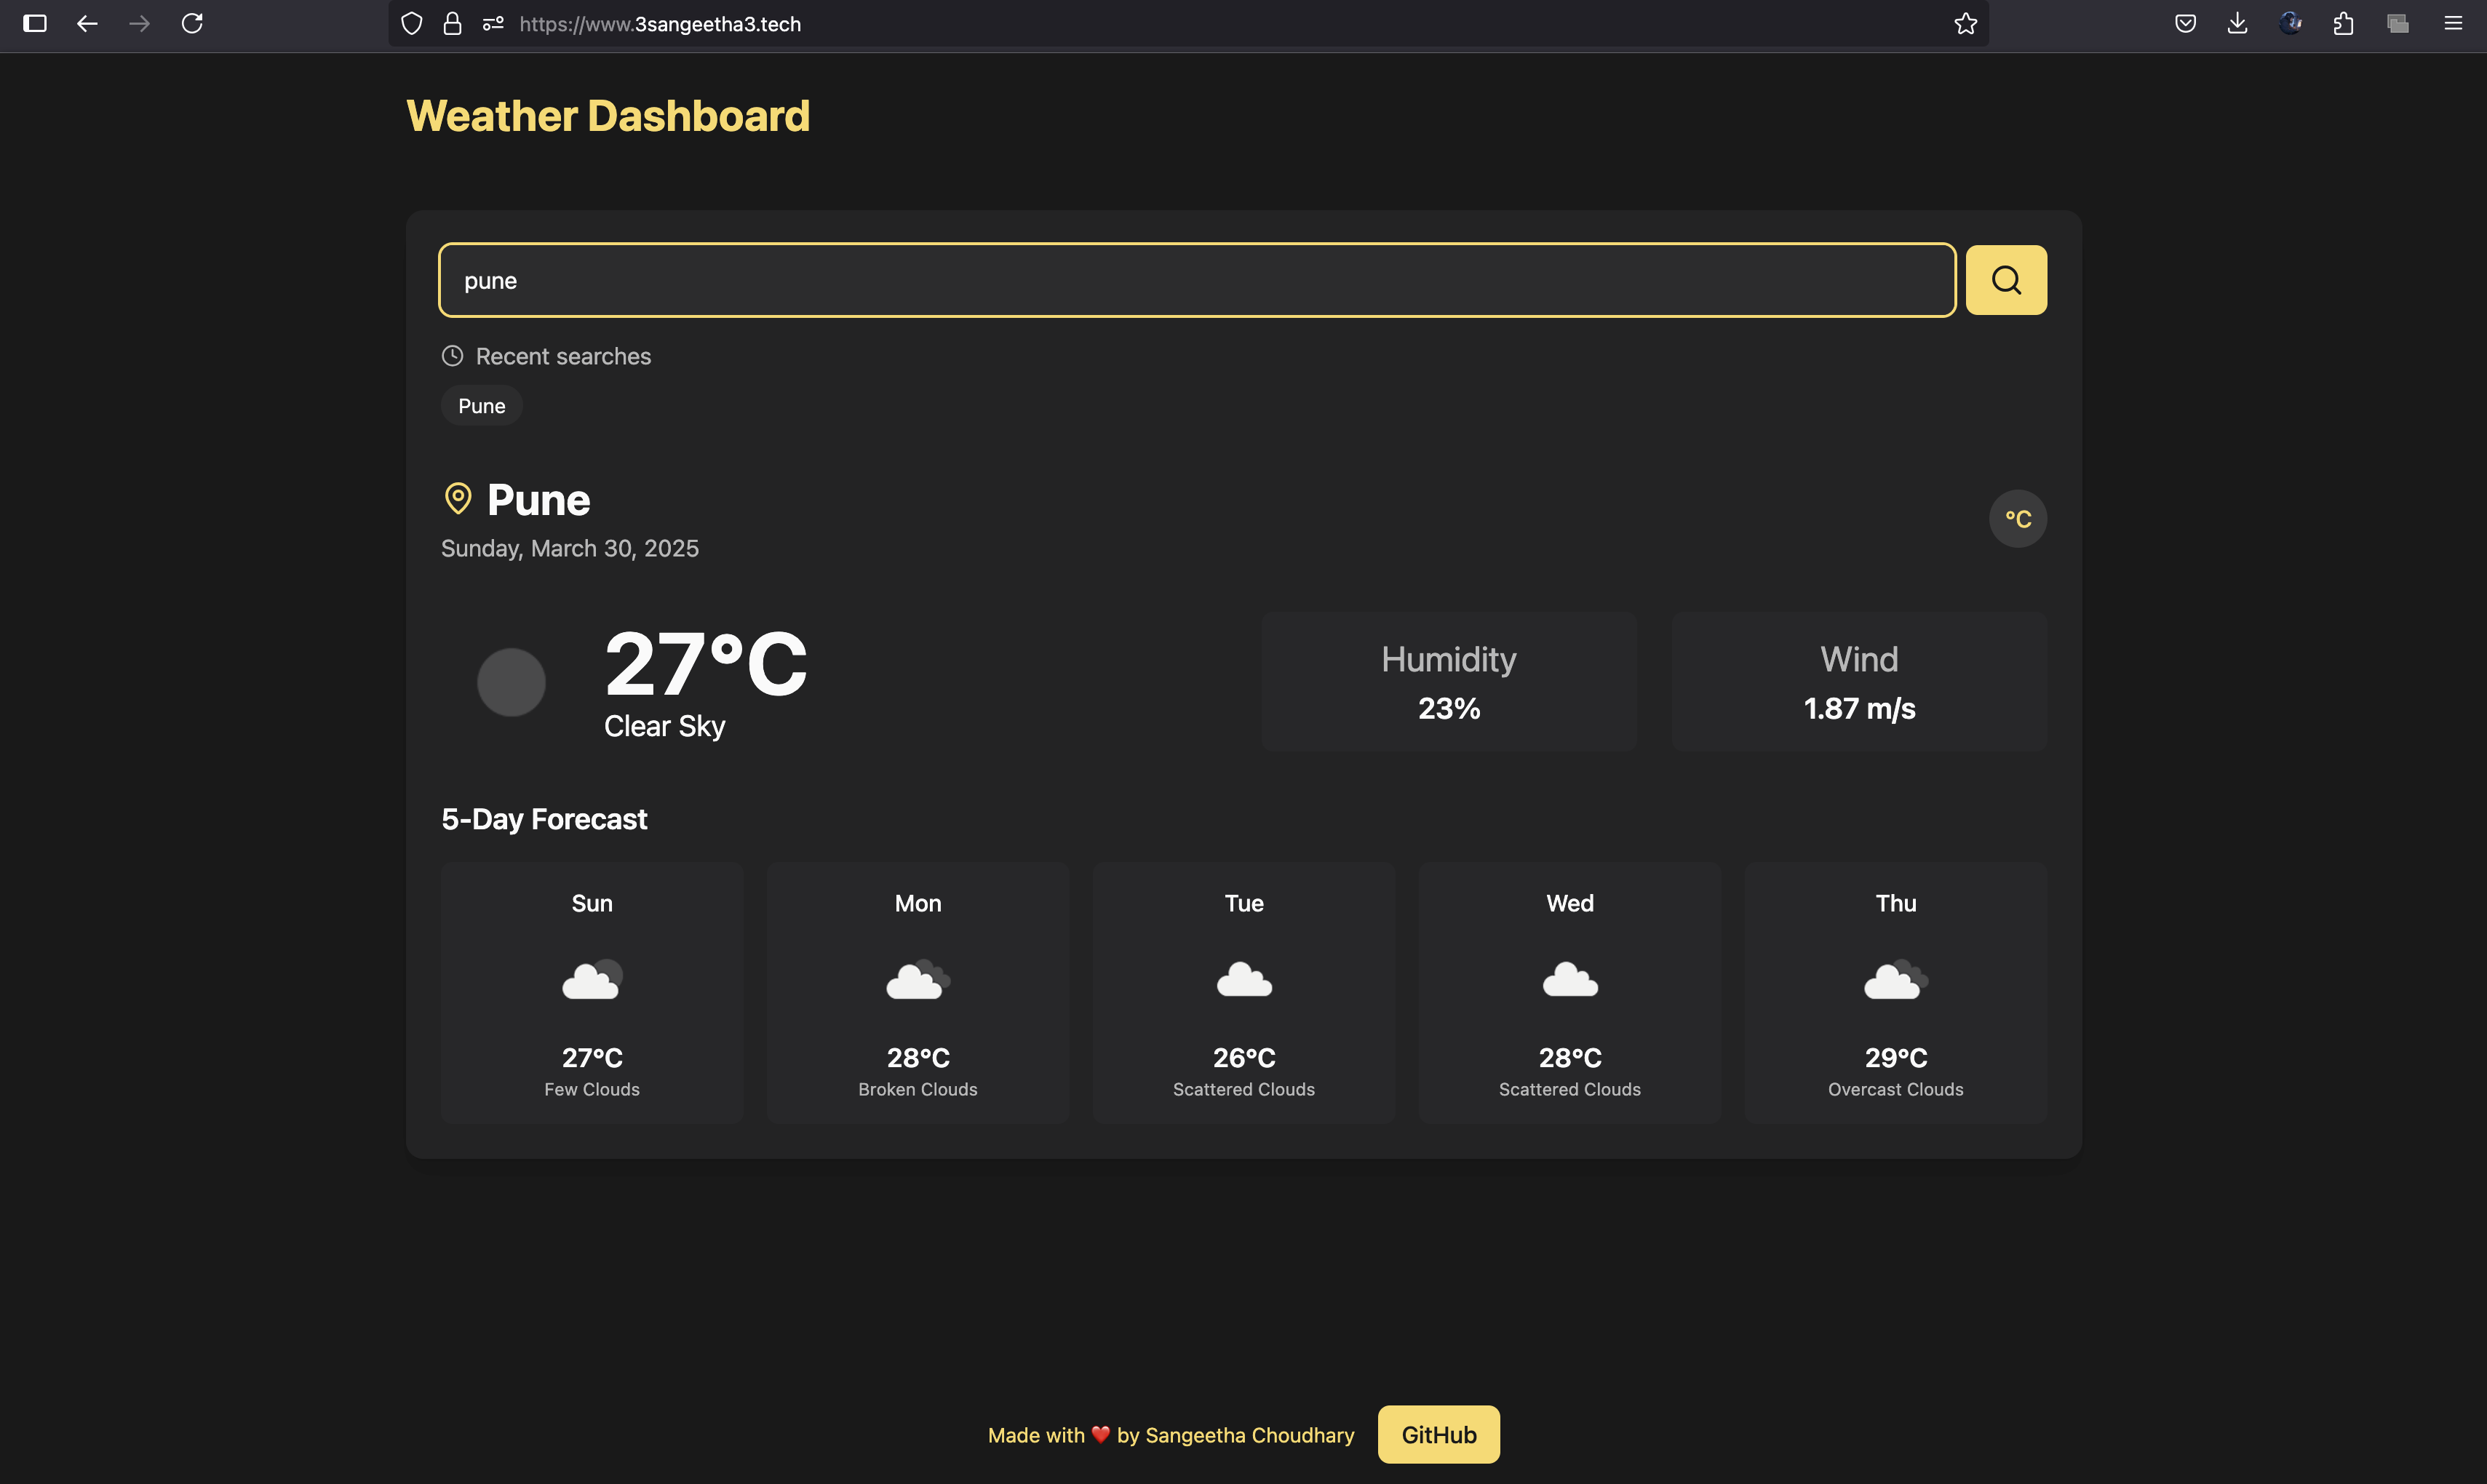 https://www.3sangeetha3.tech
Weather Dashboard
pune
Recent searches
Pune
Pune
°C
Sunday, March 30, 2025
27°C
Clear Sky
Humidity
23%
Wind
1.87 m/s
5-Day Forecast
Sun
27°C
Few Clouds
Mon
28°C
Broken Clouds
Tue
26°C
Scattered Clouds
Wed
28°C
Scattered Clouds
Thu
29°C
Overcast Clouds
Made with ❤️ by Sangeetha Choudhary
GitHub